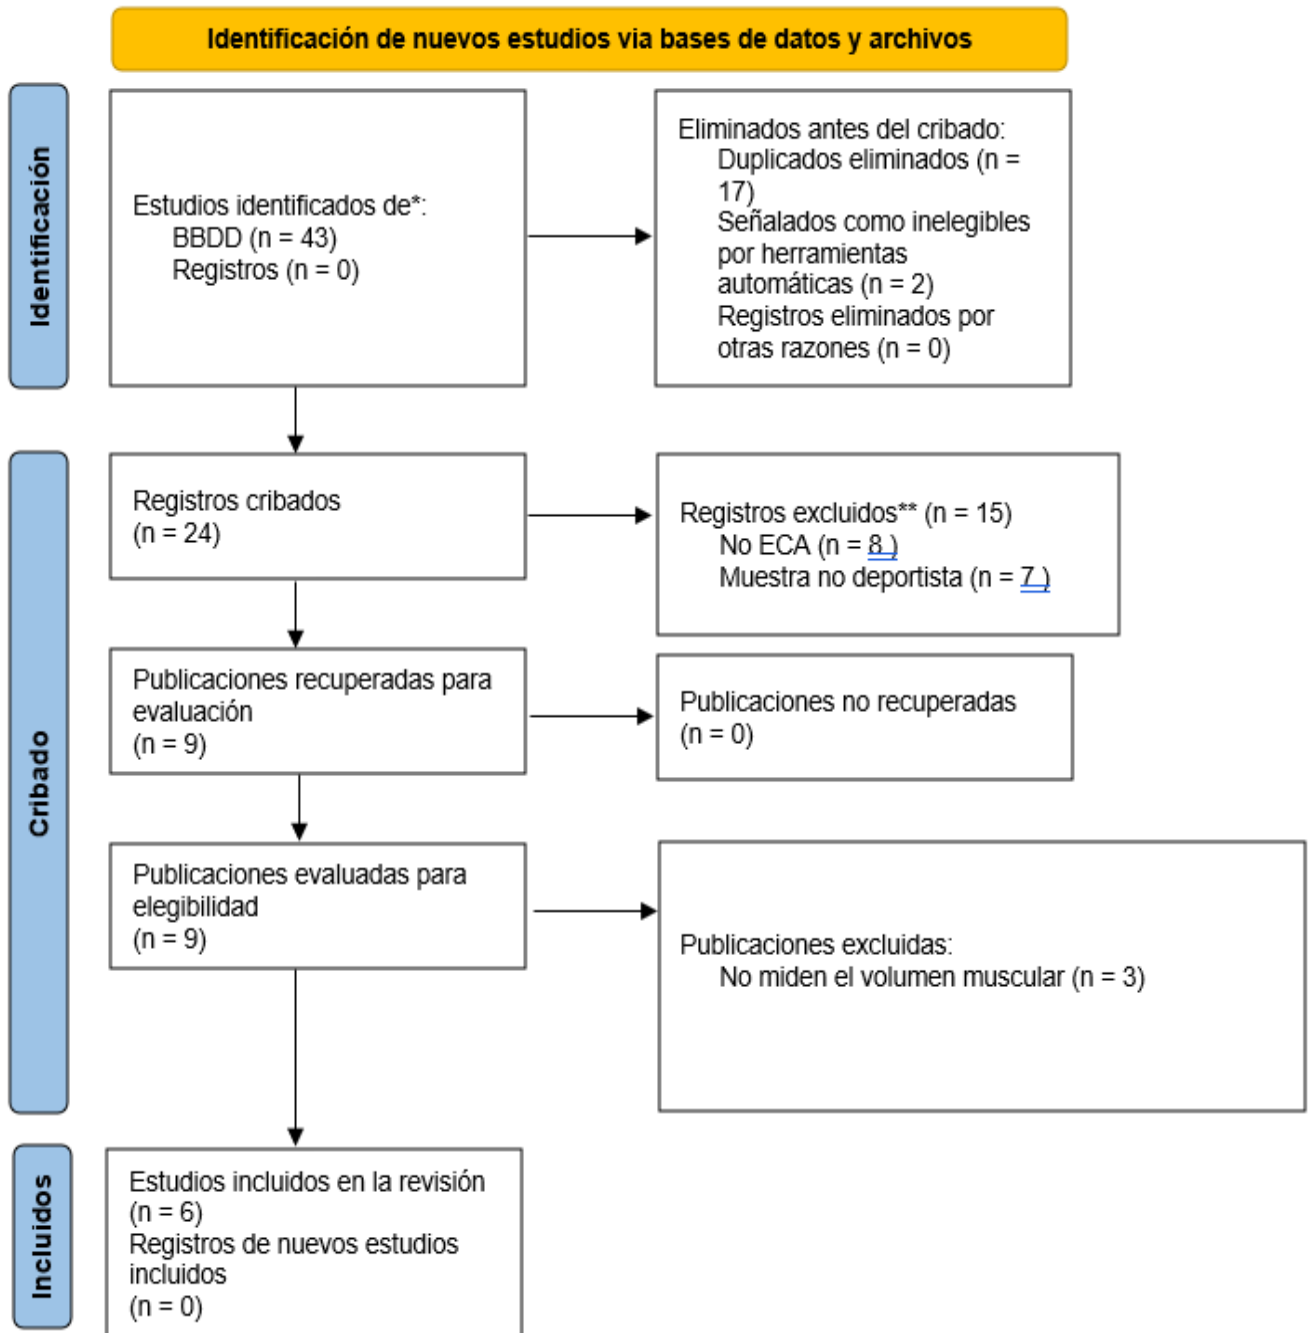 Identificación de nuevos estudios via bases de datos y archivos
Identificación
Estudios identificados de*:
BBDD (n = 43)
Registros (n = 0)
Eliminados antes del cribado:
Duplicados eliminados (n =
17)
Señalados como inelegibles
por herramientas
automáticas (n = 2)
Registros eliminados por
otras razones (n = 0)
Cribado
Registros cribados
(n = 24)
Registros excluidos** (n = 15)
No ECA (n = 8 )
Muestra no deportista (n = 7 )
Publicaciones recuperadas para
evaluación
(n = 9)
Publicaciones no recuperadas
(n = 0)
Publicaciones evaluadas para
elegibilidad
(n = 9)
Publicaciones excluidas:
No miden el volumen muscular (n = 3)
Incluidos
Estudios incluidos en la revisión
(n = 6)
Registros de nuevos estudios
incluidos
(n = 0)